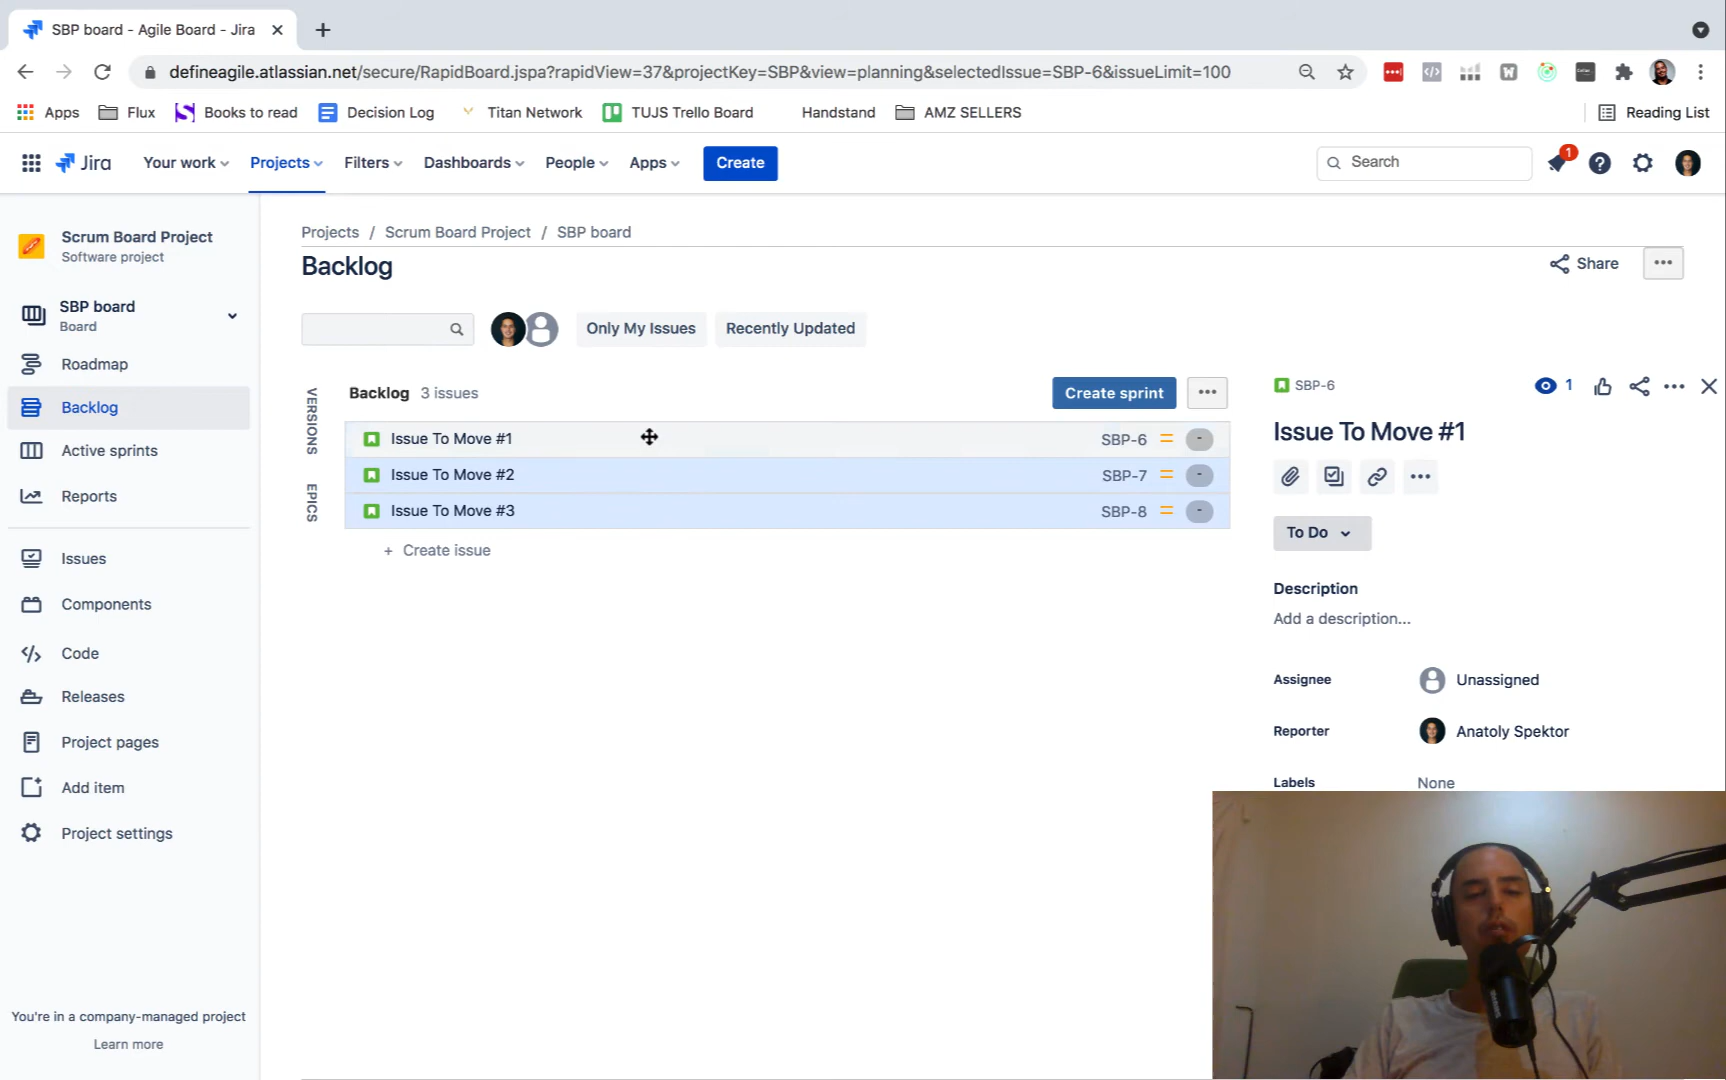 SBP board - Agile Board - Jira
defineagile.atlassian.net/secure/RapidBoard.jspa?rapidView=37&projectKey=SBP&view=planning&selectedIssue=SBP-6&issueLimit=100
Apps
Flux
Books to read
Decision Log
Titan Network
TUJS Trello Board
Handstand
AMZ SELLERS
Reading List
Jira
Your work
Projects
Filters
Dashboards
People
Apps
Create
Search
1
Scrum Board Project
Software project
SBP board
Board
Roadmap
Backlog
Active sprints
Reports
Issues
Components
Code
Releases
Project pages
Add item
Project settings
You're in a company-managed project
Learn more
Projects / Scrum Board Project / SBP board
Backlog
Share
Only My Issues
Recently Updated
VERSIONS
EPICS
Backlog 3 issues
Create sprint
Issue To Move #1 SBP-6 -
Issue To Move #2 SBP-7 -
Issue To Move #3 SBP-8 -
+ Create issue
SBP-6
1
Issue To Move #1
To Do
Description
Add a description...
Assignee Unassigned
Reporter Anatoly Spektor
Labels None